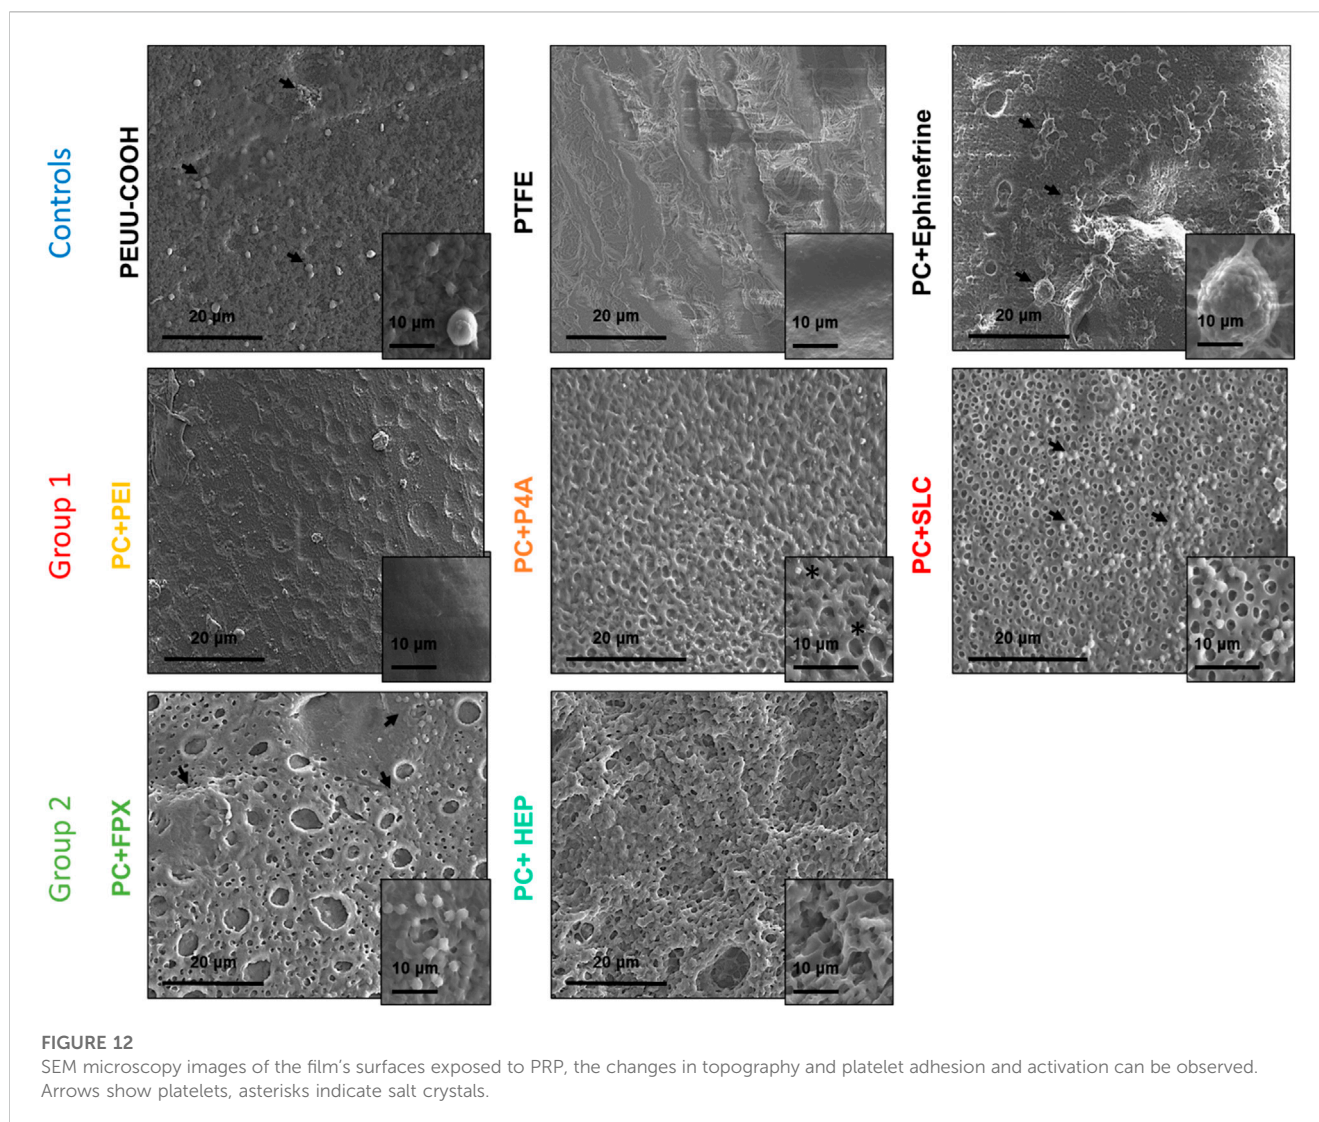 Controls
PEUU-COOH
20 µm
10 µm
PTFE
20 µm
10 µm
PC+Ephinefrine
20 µm
10 µm
Group 1
PC+PEI
20 µm
10 µm
PC+P4A
20 µm
*
*
10 µm
PC+SLC
20 µm
10 µm
Group 2
PC+FPX
20 µm
10 µm
PC+ HEP
20 µm
10 µm
FIGURE 12
SEM microscopy images of the film's surfaces exposed to PRP, the changes in topography and platelet adhesion and activation can be observed.
Arrows show platelets, asterisks indicate salt crystals.